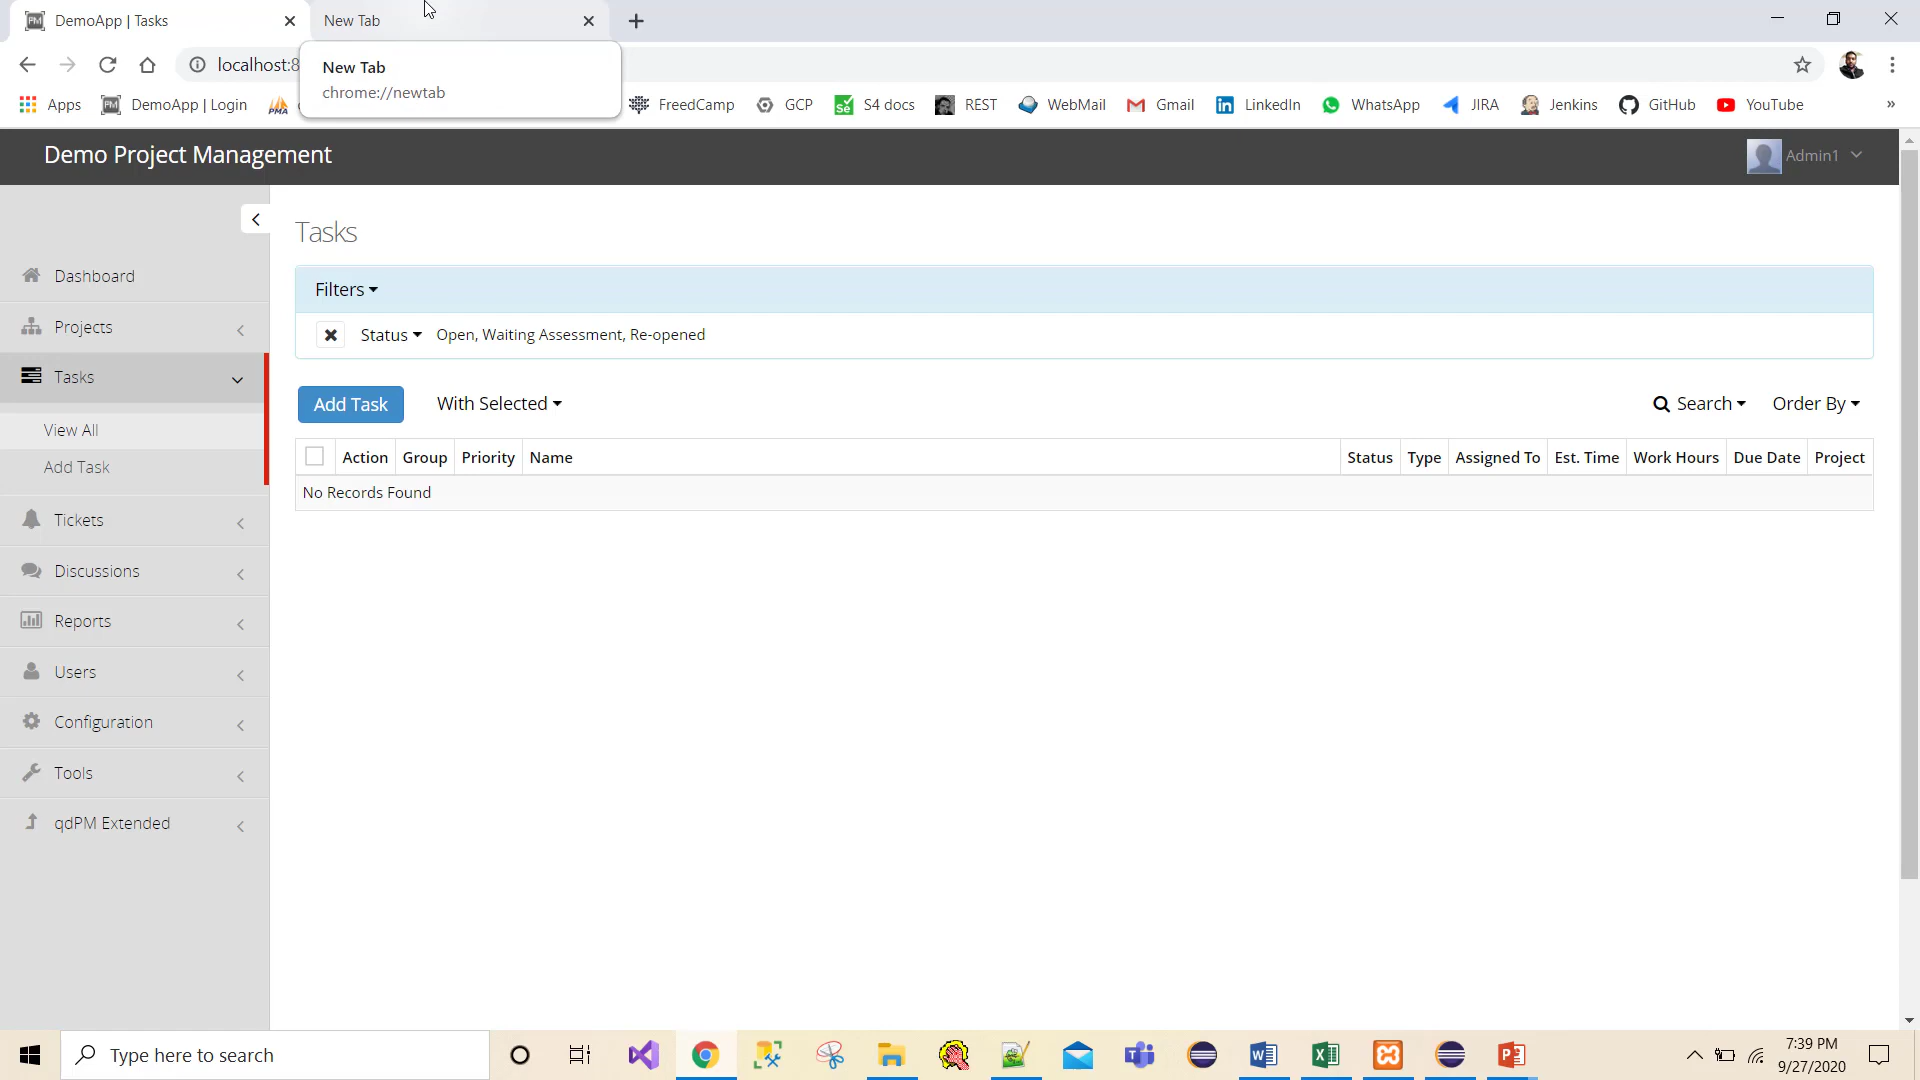 DemoApp | Tasks
New Tab
localhost:8
New Tab
chrome://newtab
Apps
DemoApp | Login
FreedCamp
GCP
S4 docs
REST
WebMail
Gmail
LinkedIn
WhatsApp
JIRA
Jenkins
GitHub
YouTube
»
Demo Project Management
Admin1
Tasks
Dashboard
Filters
Projects
Status
Open, Waiting Assessment, Re-opened
Tasks
Add Task
With Selected
Search
Order By
View All
Action Group Priority Name Status Type Assigned To Est. Time Work Hours Due Date Project
Add Task
No Records Found
Tickets
Discussions
Reports
Users
Configuration
Tools
qdPM Extended
Type here to search
7:39 PM
9/27/2020